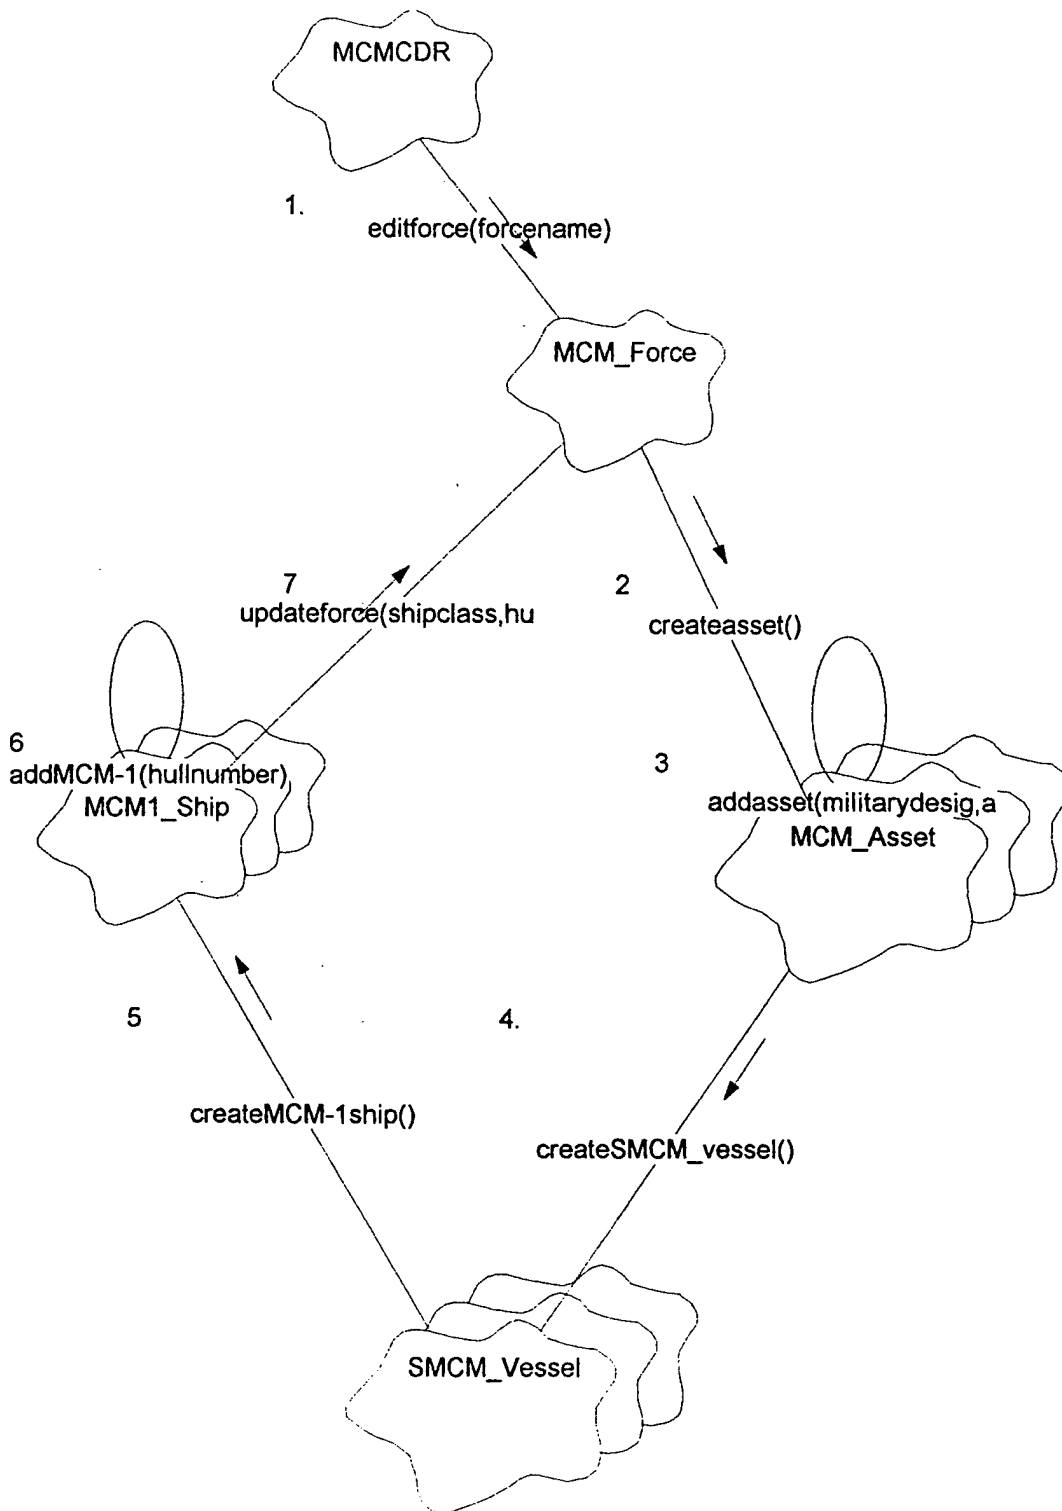 MCMCDR
1.
editforce(forcename)
MCM_Force
7
2
updateforce(shipclass,hu
createasset()
6
3
addMCM-1(hullnumber)
MCM1_Ship
addasset(militarydesig,a
MCM_Asset
5
4.
createMCM-1ship()
createSMCM_vessel()
SMCM_Vessel